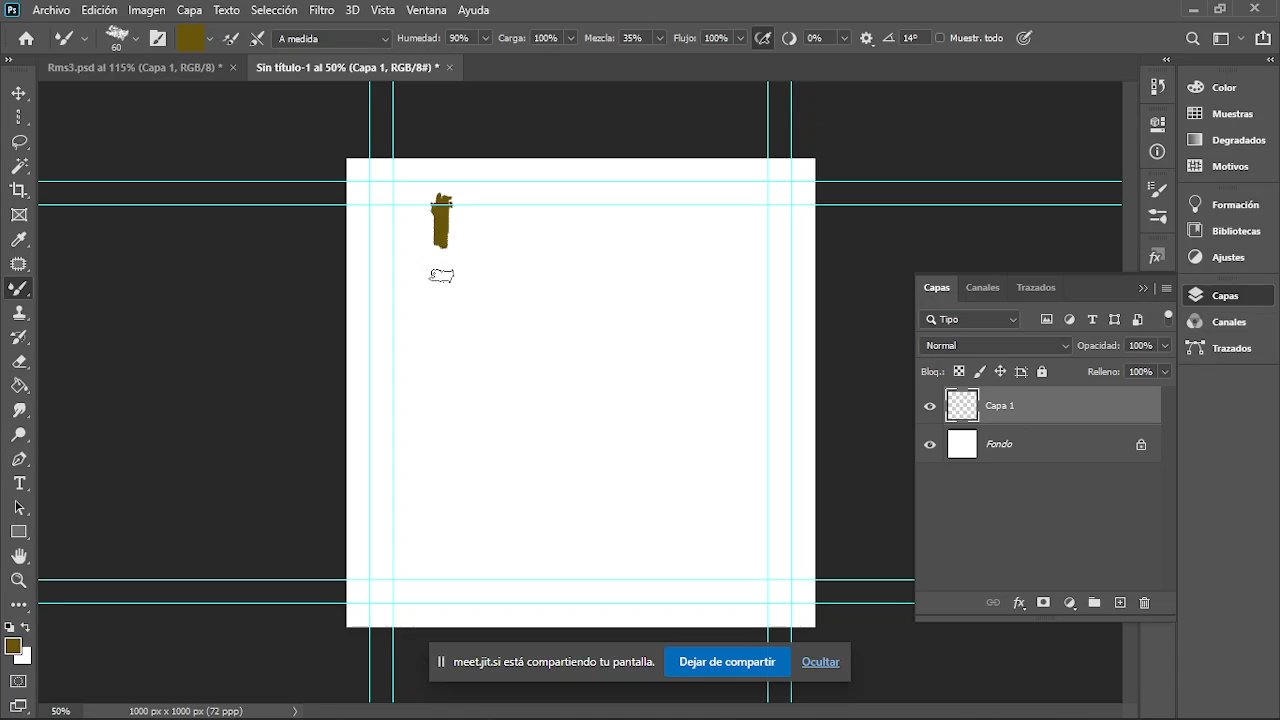 Ps Archivo Edición Imagen Capa Texto Selección Filtro 3D Vista Ventana Ayuda
60 A medida Humedad: 90% Carga: 100% Mezcla: 35% Flujo: 100% 0% 14° Muestr. todo
Rms3.psd al 115% (Capa 1, RGB/8) * × Sin título-1 al 50% (Capa 1, RGB/8#) * ×
Color
Muestras
Degradados
Motivos
Formación
Bibliotecas
Ajustes
Capas
Canales
Trazados
Capas Canales Trazados
Tipo
Normal Opacidad: 100%
Bloq.: Relleno: 100%
Capa 1
Fondo
fx
meet.jit.si está compartiendo tu pantalla. Dejar de compartir Ocultar
50% 1000 px x 1000 px (72 ppp)